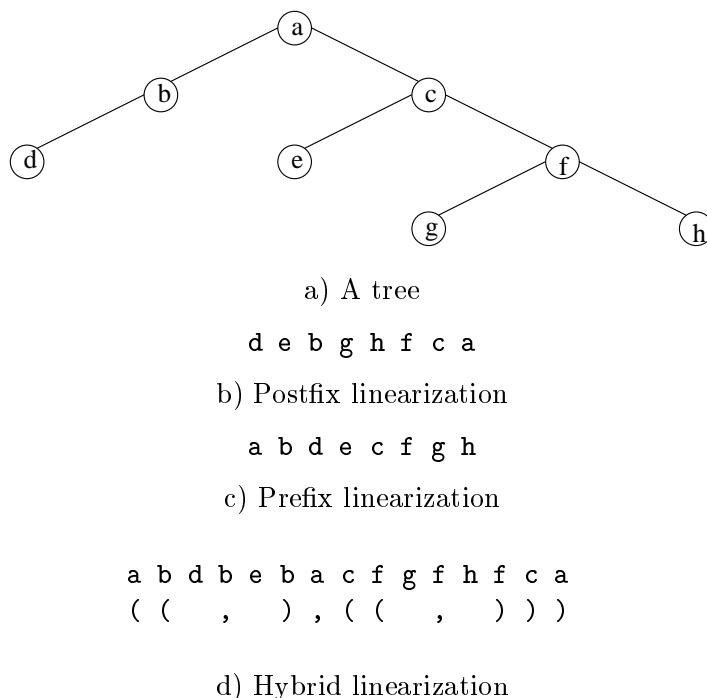 a
b c
d e f
g h
a) A tree
d e b g h f c a
b) Postfix linearization
a b d e c f g h
c) Prefix linearization
a b d b e b a c f g f h f c a
( ( , ) , ( ( , ) ) )
d) Hybrid linearization